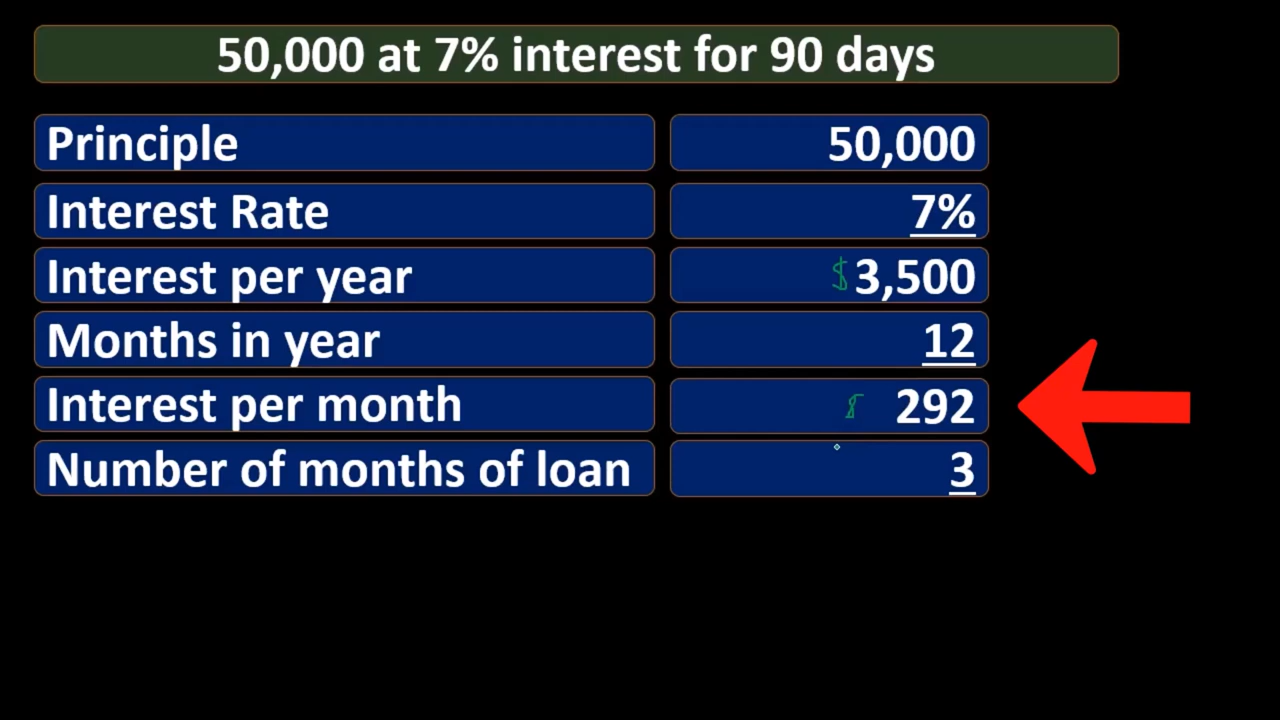 50,000 at 7% interest for 90 days
Principle 50,000
Interest Rate 7%
Interest per year $3,500
Months in year 12
Interest per month 292
Number of months of loan 3